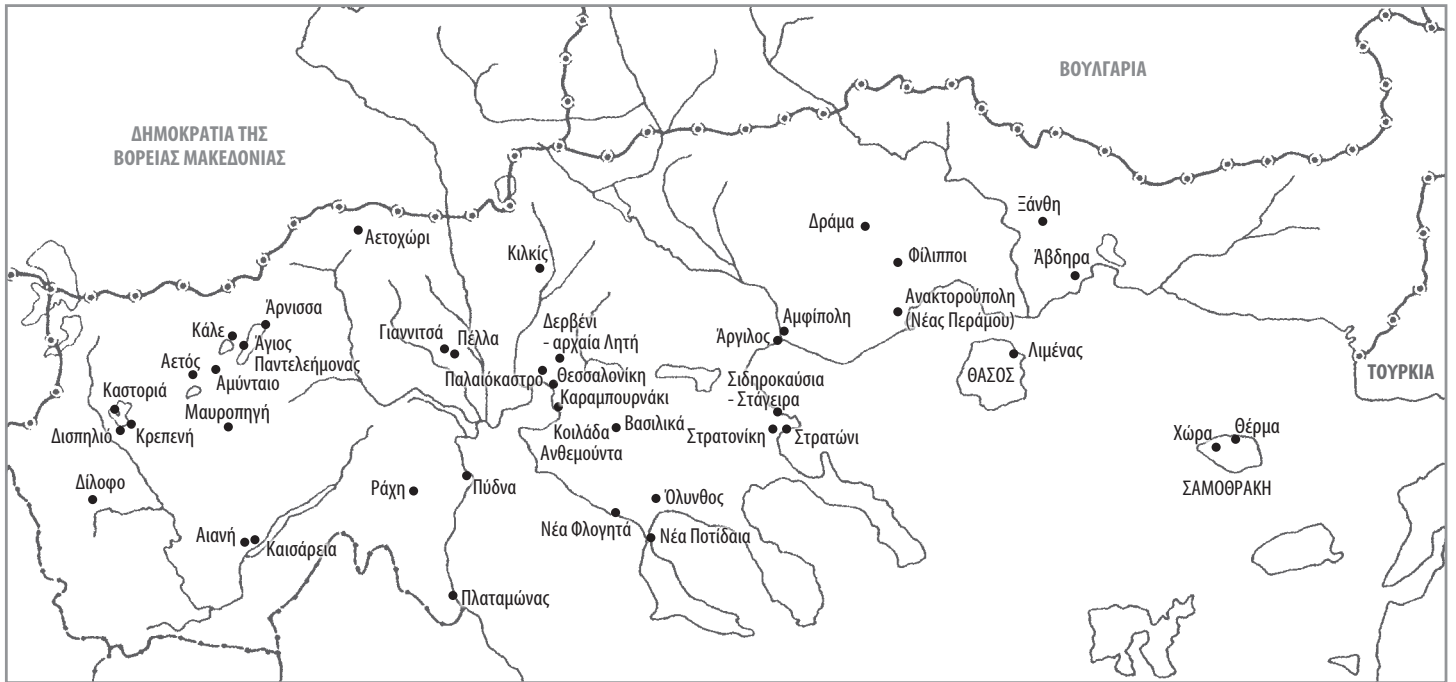 ΒΟΥΛΓΑΡΙΑ
ΔΗΜΟΚΡΑΤΙΑ ΤΗΣ
ΒΟΡΕΙΑΣ ΜΑΚΕΔΟΝΙΑΣ
Ξάνθη
Δράμα
Αετοχώρι
Κιλκίς
Φίλιπποι
Άβδηρα
Ανακτορούπολη
(Νέας Περάμου)
Άρνισσα
Κάλε
Άγιος
Παντελεήμονας
Γιαννιτσά
Πέλλα
Δερβένι
- αρχαία Λητή
Αμφίπολη
Άργιλος
Λιμένας
ΘΑΣΟΣ
ΤΟΥΡΚΙΑ
Αετός
Αμύνταιο
Παλαιόκαστρο
Θεσσαλονίκη
Σιδηροκαύσια
- Στάγειρα
Καστοριά
Μαυροπηγή
Καραμπουρνάκι
Δισπηλιό
Κρεπενή
Κοιλάδα
Ανθεμούντα
Βασιλικά
Στρατονίκη
Στρατώνι
Χώρα
Θέρμα
ΣΑΜΟΘΡΑΚΗ
Δίλοφο
Ράχη
Πύδνα
Όλυνθος
Νέα Φλογητά
Νέα Ποτίδαια
Αιανή
Καισάρεια
Πλαταμώνας